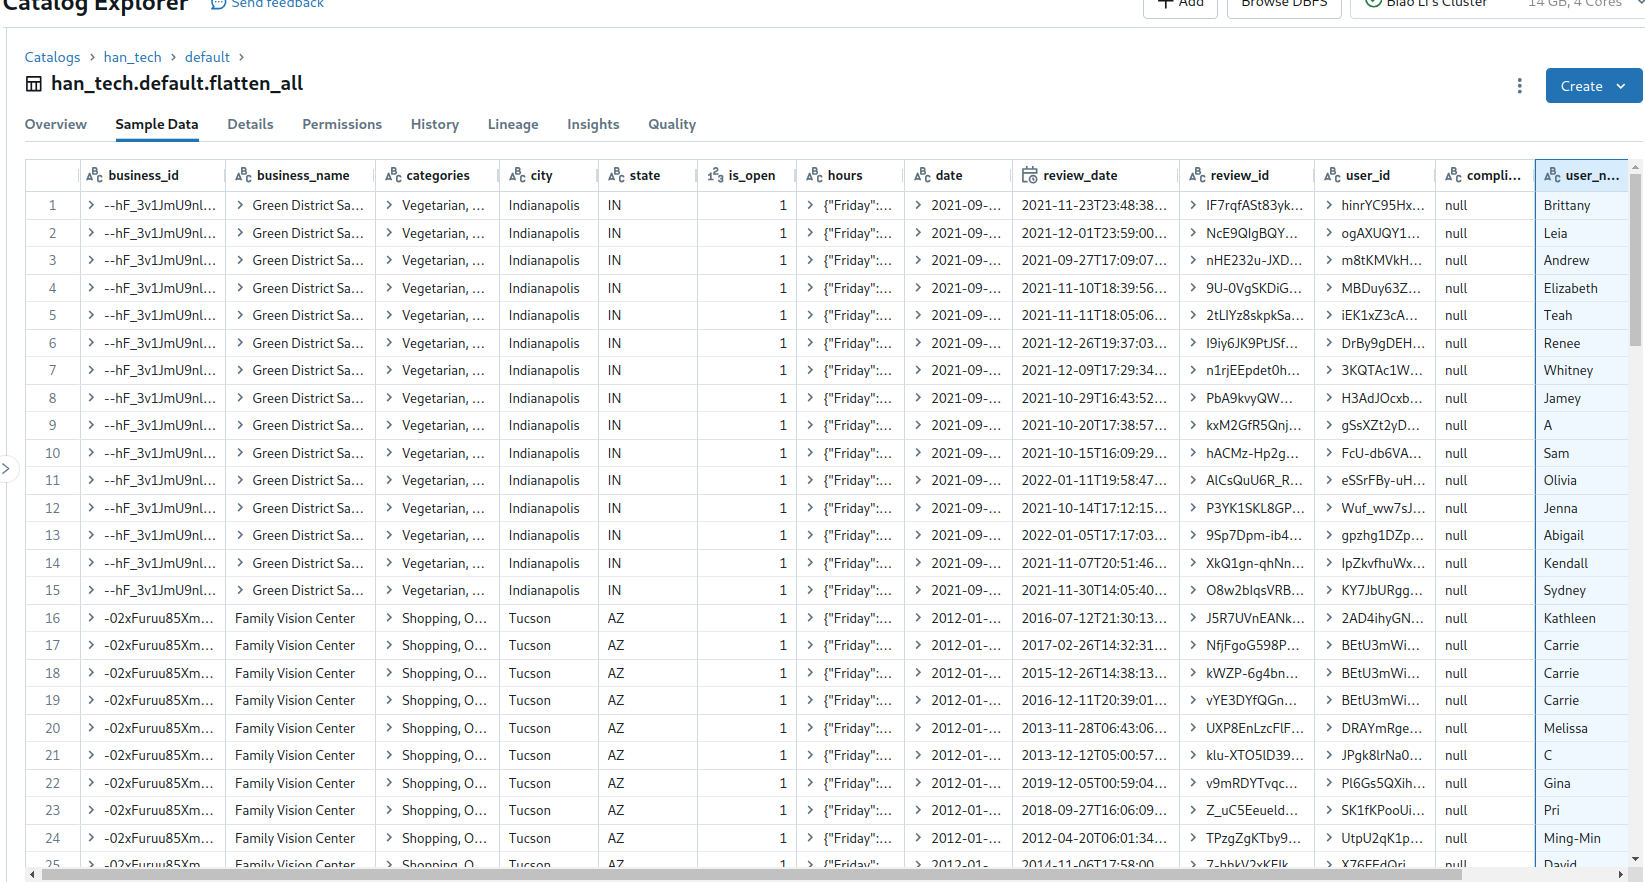 Catalog Explorer Send feedback Add Browse DBFS Biao Li's Cluster 14 GB, 4 Cores
Catalogs > han_tech > default >
han_tech.default.flatten_all
Create
Overview Sample Data Details Permissions History Lineage Insights Quality
business_id business_name categories city state is_open hours date review_date review_id user_id compli... user_n...
1 --hF_3v1JmU9nl... Green District Sa... Vegetarian, ... Indianapolis IN 1 {"Friday":... 2021-09-... 2021-11-23T23:48:38... IF7rqfASt83yk... hinrYC95Hx... null Brittany
2 --hF_3v1JmU9nl... Green District Sa... Vegetarian, ... Indianapolis IN 1 {"Friday":... 2021-09-... 2021-12-01T23:59:00... NcE9QIgBQY... ogAXUQY1... null Leia
3 --hF_3v1JmU9nl... Green District Sa... Vegetarian, ... Indianapolis IN 1 {"Friday":... 2021-09-... 2021-09-27T17:09:07... nHE232u-JXD... m8tKMVkH... null Andrew
4 --hF_3v1JmU9nl... Green District Sa... Vegetarian, ... Indianapolis IN 1 {"Friday":... 2021-09-... 2021-11-10T18:39:56... 9U-0VgSKDiG... MBDuy63Z... null Elizabeth
5 --hF_3v1JmU9nl... Green District Sa... Vegetarian, ... Indianapolis IN 1 {"Friday":... 2021-09-... 2021-11-11T18:05:06... 2tLIYz8skpkSa... iEK1xZ3cA... null Teah
6 --hF_3v1JmU9nl... Green District Sa... Vegetarian, ... Indianapolis IN 1 {"Friday":... 2021-09-... 2021-12-26T19:37:03... I9iy6JK9PtJSf... DrBy9gDEH... null Renee
7 --hF_3v1JmU9nl... Green District Sa... Vegetarian, ... Indianapolis IN 1 {"Friday":... 2021-09-... 2021-12-09T17:29:34... n1rjEEpdet0h... 3KQTAc1W... null Whitney
8 --hF_3v1JmU9nl... Green District Sa... Vegetarian, ... Indianapolis IN 1 {"Friday":... 2021-09-... 2021-10-29T16:43:52... PbA9kvyQW... H3AdJOcxb... null Jamey
9 --hF_3v1JmU9nl... Green District Sa... Vegetarian, ... Indianapolis IN 1 {"Friday":... 2021-09-... 2021-10-20T17:38:57... kxM2GfR5Qnj... gSsXZt2yD... null A
10 --hF_3v1JmU9nl... Green District Sa... Vegetarian, ... Indianapolis IN 1 {"Friday":... 2021-09-... 2021-10-15T16:09:29... hACMz-Hp2g... FcU-db6VA... null Sam
11 --hF_3v1JmU9nl... Green District Sa... Vegetarian, ... Indianapolis IN 1 {"Friday":... 2021-09-... 2022-01-11T19:58:47... AlCsQuU6R_R... eSSrFBy-uH... null Olivia
12 --hF_3v1JmU9nl... Green District Sa... Vegetarian, ... Indianapolis IN 1 {"Friday":... 2021-09-... 2021-10-14T17:12:15... P3YK1SKL8GP... Wuf_ww7sJ... null Jenna
13 --hF_3v1JmU9nl... Green District Sa... Vegetarian, ... Indianapolis IN 1 {"Friday":... 2021-09-... 2022-01-05T17:17:03... 9Sp7Dpm-ib4... gpzhg1DZp... null Abigail
14 --hF_3v1JmU9nl... Green District Sa... Vegetarian, ... Indianapolis IN 1 {"Friday":... 2021-09-... 2021-11-07T20:51:46... XkQ1gn-qhNn... IpZkvfhuWx... null Kendall
15 --hF_3v1JmU9nl... Green District Sa... Vegetarian, ... Indianapolis IN 1 {"Friday":... 2021-09-... 2021-11-30T14:05:40... O8w2bIqsVRB... KY7JbURgg... null Sydney
16 -02xFuruu85Xm... Family Vision Center Shopping, O... Tucson AZ 1 {"Friday":... 2012-01-... 2016-07-12T21:30:13... J5R7UVnEANk... 2AD4ihyGN... null Kathleen
17 -02xFuruu85Xm... Family Vision Center Shopping, O... Tucson AZ 1 {"Friday":... 2012-01-... 2017-02-26T14:32:31... NfjFgoG598P... BEtU3mWi... null Carrie
18 -02xFuruu85Xm... Family Vision Center Shopping, O... Tucson AZ 1 {"Friday":... 2012-01-... 2015-12-26T14:38:13... kWZP-6g4bn... BEtU3mWi... null Carrie
19 -02xFuruu85Xm... Family Vision Center Shopping, O... Tucson AZ 1 {"Friday":... 2012-01-... 2016-12-11T20:39:01... vYE3DYfQGn... BEtU3mWi... null Carrie
20 -02xFuruu85Xm... Family Vision Center Shopping, O... Tucson AZ 1 {"Friday":... 2012-01-... 2013-11-28T06:43:06... UXP8EnLzcFlF... DRAYmRge... null Melissa
21 -02xFuruu85Xm... Family Vision Center Shopping, O... Tucson AZ 1 {"Friday":... 2012-01-... 2013-12-12T05:00:57... klu-XTO5ID39... JPgk8lrNa0... null C
22 -02xFuruu85Xm... Family Vision Center Shopping, O... Tucson AZ 1 {"Friday":... 2012-01-... 2019-12-05T00:59:04... v9mRDYTvqc... Pl6Gs5QXih... null Gina
23 -02xFuruu85Xm... Family Vision Center Shopping, O... Tucson AZ 1 {"Friday":... 2012-01-... 2018-09-27T16:06:09... Z_uC5Eeueld... SK1fKPooUi... null Pri
24 -02xFuruu85Xm... Family Vision Center Shopping, O... Tucson AZ 1 {"Friday":... 2012-01-... 2012-04-20T06:01:34... TPzgZgKTby9... UtpU2qK1p... null Ming-Min
25 -02xFuruu85Xm... Family Vision Center Shopping, O... Tucson AZ 1 {"Friday":... 2012-01-... 2014-11-06T17:58:00... null David